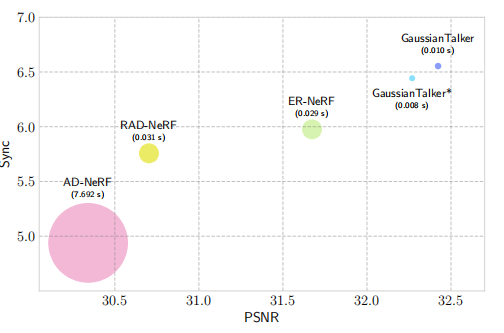 7.0
6.5
6.0
5.5
5.0
Sync
GaussianTalker
(0.010 s)
GaussianTalker*
(0.008 s)
ER-NeRF
(0.029 s)
RAD-NeRF
(0.031 s)
AD-NeRF
(7.692 s)
30.5 31.0 31.5 32.0 32.5
PSNR